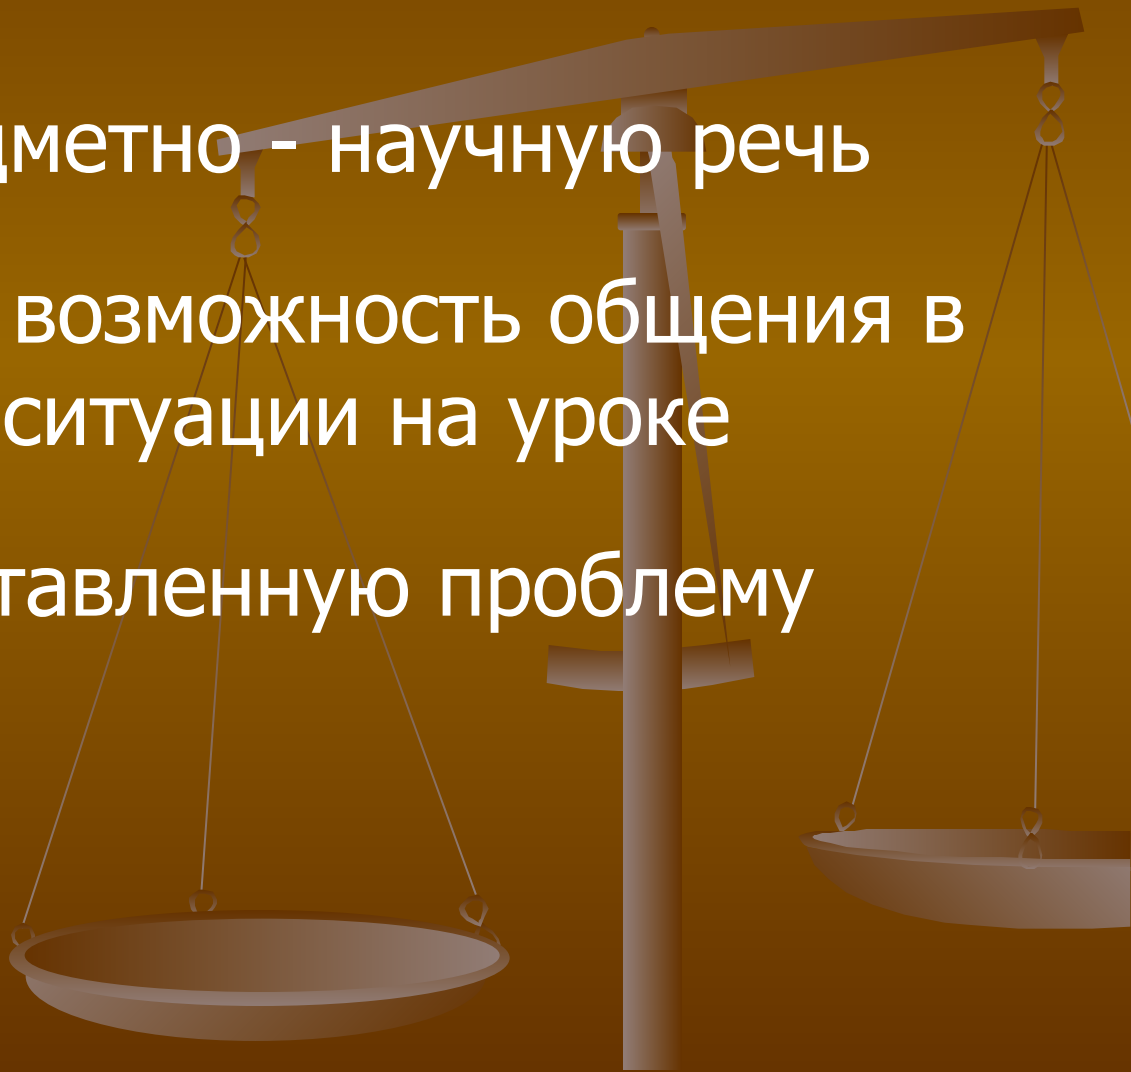 дметно - научную речь
возможность общения в
ситуации на уроке
тавленную проблему